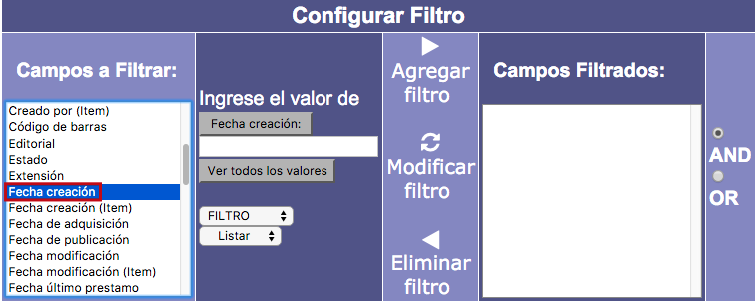 Configurar Filtro
Campos a Filtrar:
Creado por (Item)
Código de barras
Editorial
Estado
Extensión
Fecha creación
Fecha creación (Item)
Fecha de adquisición
Fecha de publicación
Fecha modificación
Fecha modificación (Item)
Fecha último prestamo
Ingrese el valor de
Fecha creación:
Ver todos los valores
FILTRO
Listar
Agregar
filtro
Modificar
filtro
Eliminar
filtro
Campos Filtrados:
AND
OR